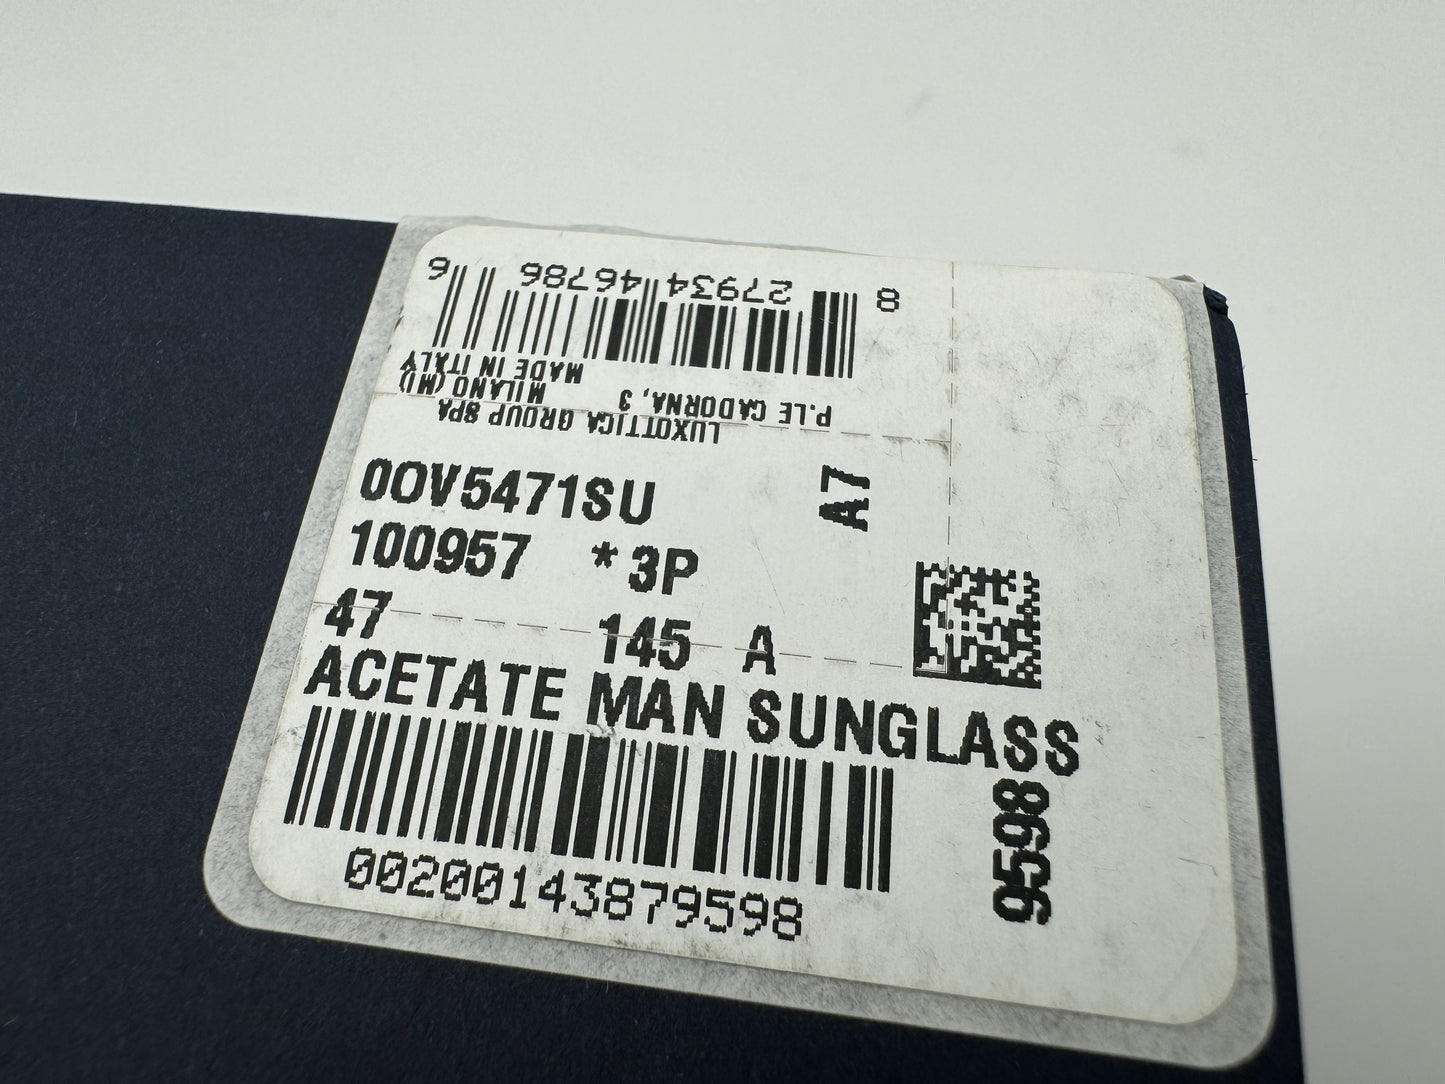 8 27934 46786 6
MADE IN ITALY
MILANO (MI)
P.LE CADORNA, 3
LUXOTTICA GROUP SPA
0OV5471SU
A7
100957 *3P
47 145 A
ACETATE MAN SUNGLASS
9598
00200143879598